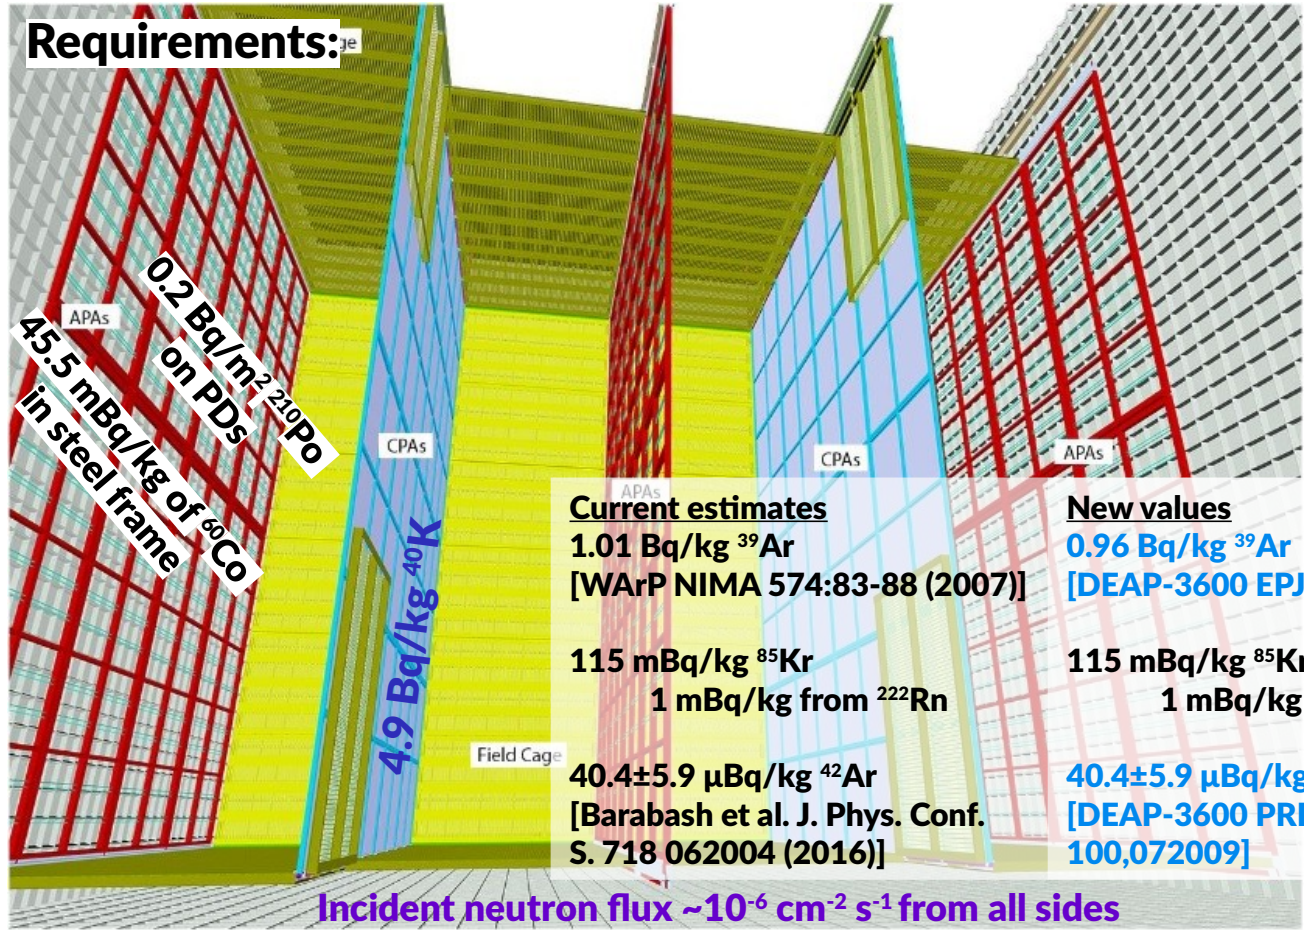 Requirements:
ge
APAs
0.2 Bq/m² ²¹⁰Po
on PDs
45.5 mBq/kg of ⁶⁰Co
in steel frame
CPAs
4.9 Bq/kg ⁴⁰K
CPAs
APAs
APAs
Field Cage
Current estimates
1.01 Bq/kg ³⁹Ar
[WArP NIMA 574:83-88 (2007)]
115 mBq/kg ⁸⁵Kr
1 mBq/kg from ²²²Rn
40.4±5.9 µBq/kg ⁴²Ar
[Barabash et al. J. Phys. Conf.
S. 718 062004 (2016)]
New values
0.96 Bq/kg ³⁹Ar
[DEAP-3600 EPJ
115 mBq/kg ⁸⁵Kr
1 mBq/kg
40.4±5.9 µBq/kg
[DEAP-3600 PR
100,072009]
Incident neutron flux ~10⁻⁶ cm⁻² s⁻¹ from all sides